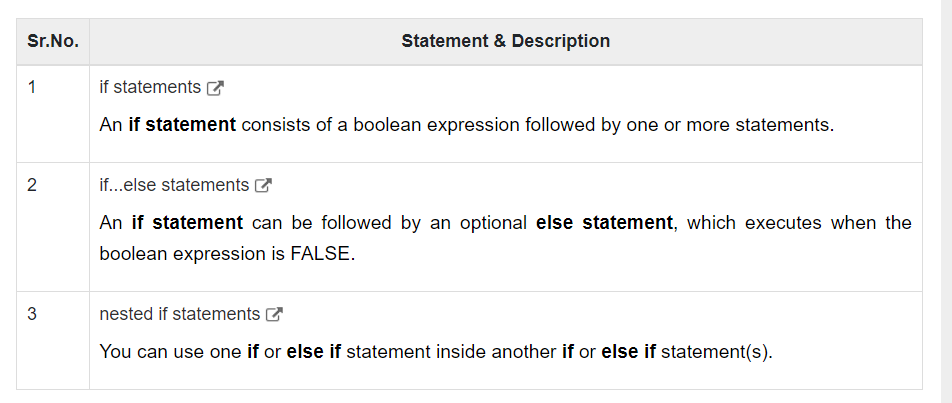 Sr.No. Statement & Description
1 if statements
An if statement consists of a boolean expression followed by one or more statements.
2 if...else statements
An if statement can be followed by an optional else statement, which executes when the
boolean expression is FALSE.
3 nested if statements
You can use one if or else if statement inside another if or else if statement(s).